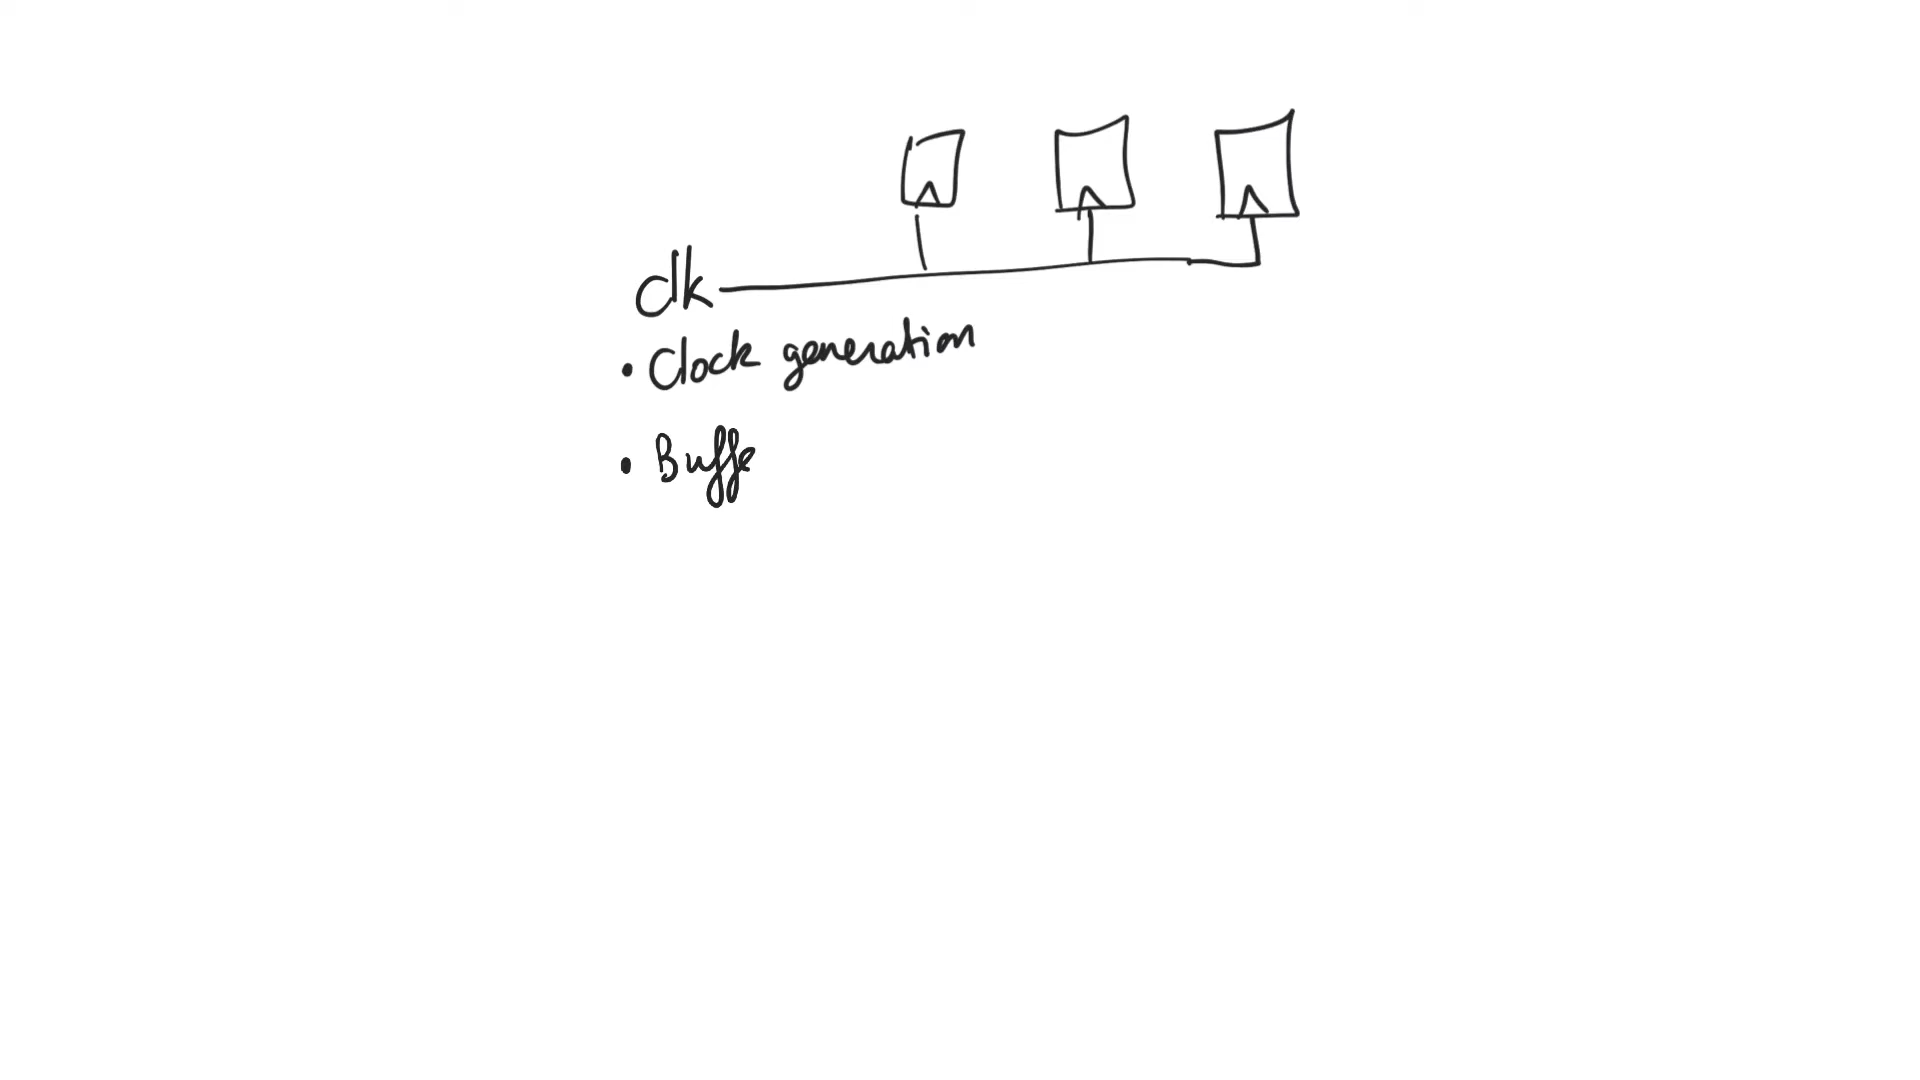 clk
• Clock generation
• Buffe